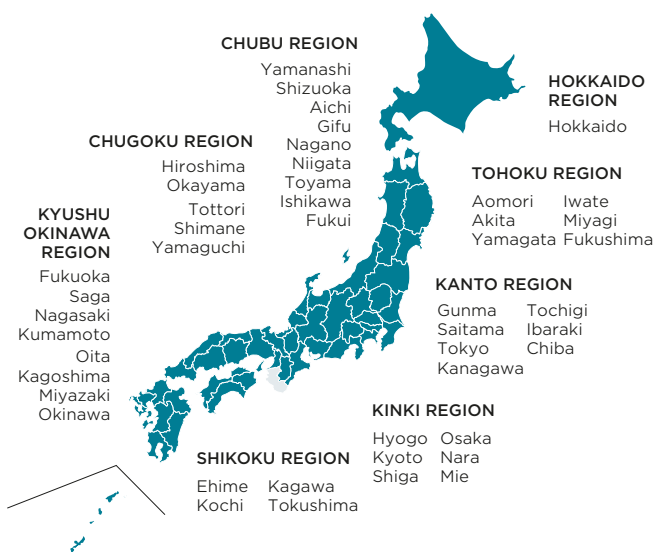 CHUBU REGION
Yamanashi
Shizuoka
Aichi
Gifu
Nagano
Niigata
Toyama
Ishikawa
Fukui
HOKKAIDO
REGION
Hokkaido
CHUGOKU REGION
Hiroshima
Okayama
Tottori
Shimane
Yamaguchi
TOHOKU REGION
Aomori Iwate
Akita Miyagi
Yamagata Fukushima
KYUSHU
OKINAWA
REGION
Fukuoka
Saga
Nagasaki
Kumamoto
Oita
Kagoshima
Miyazaki
Okinawa
KANTO REGION
Gunma Tochigi
Saitama Ibaraki
Tokyo Chiba
Kanagawa
KINKI REGION
Hyogo Osaka
Kyoto Nara
Shiga Mie
SHIKOKU REGION
Ehime Kagawa
Kochi Tokushima